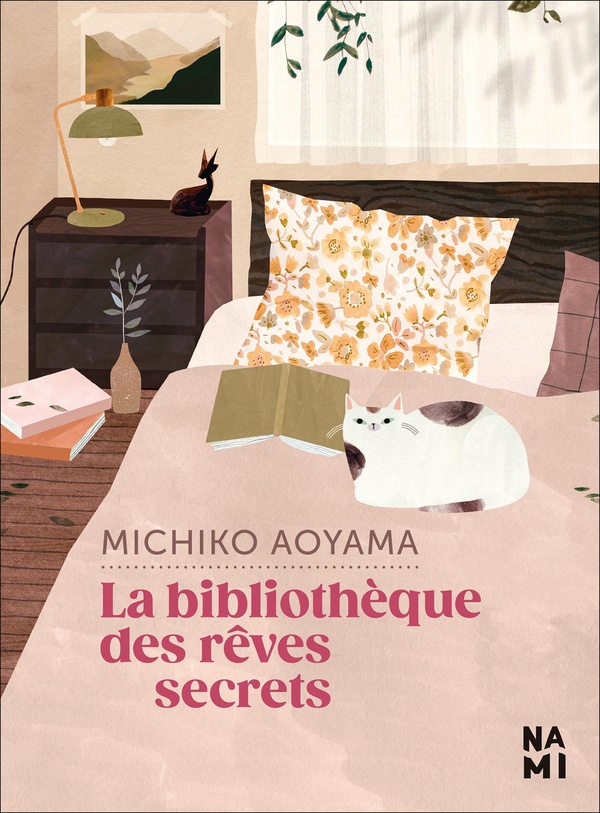 MICHIKO AOYAMA
La bibliothèque
des rêves
secrets
NA
MI